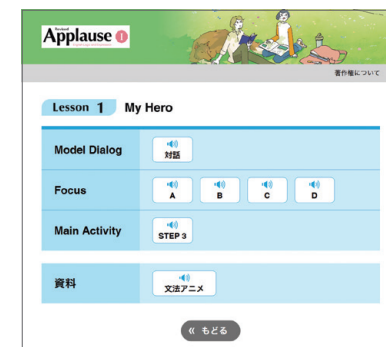 Applause 1
著作権について
Lesson 1 My Hero
Model Dialog
対話
Focus
A
B
C
D
Main Activity
STEP 3
資料
文法アニメ
« もどる